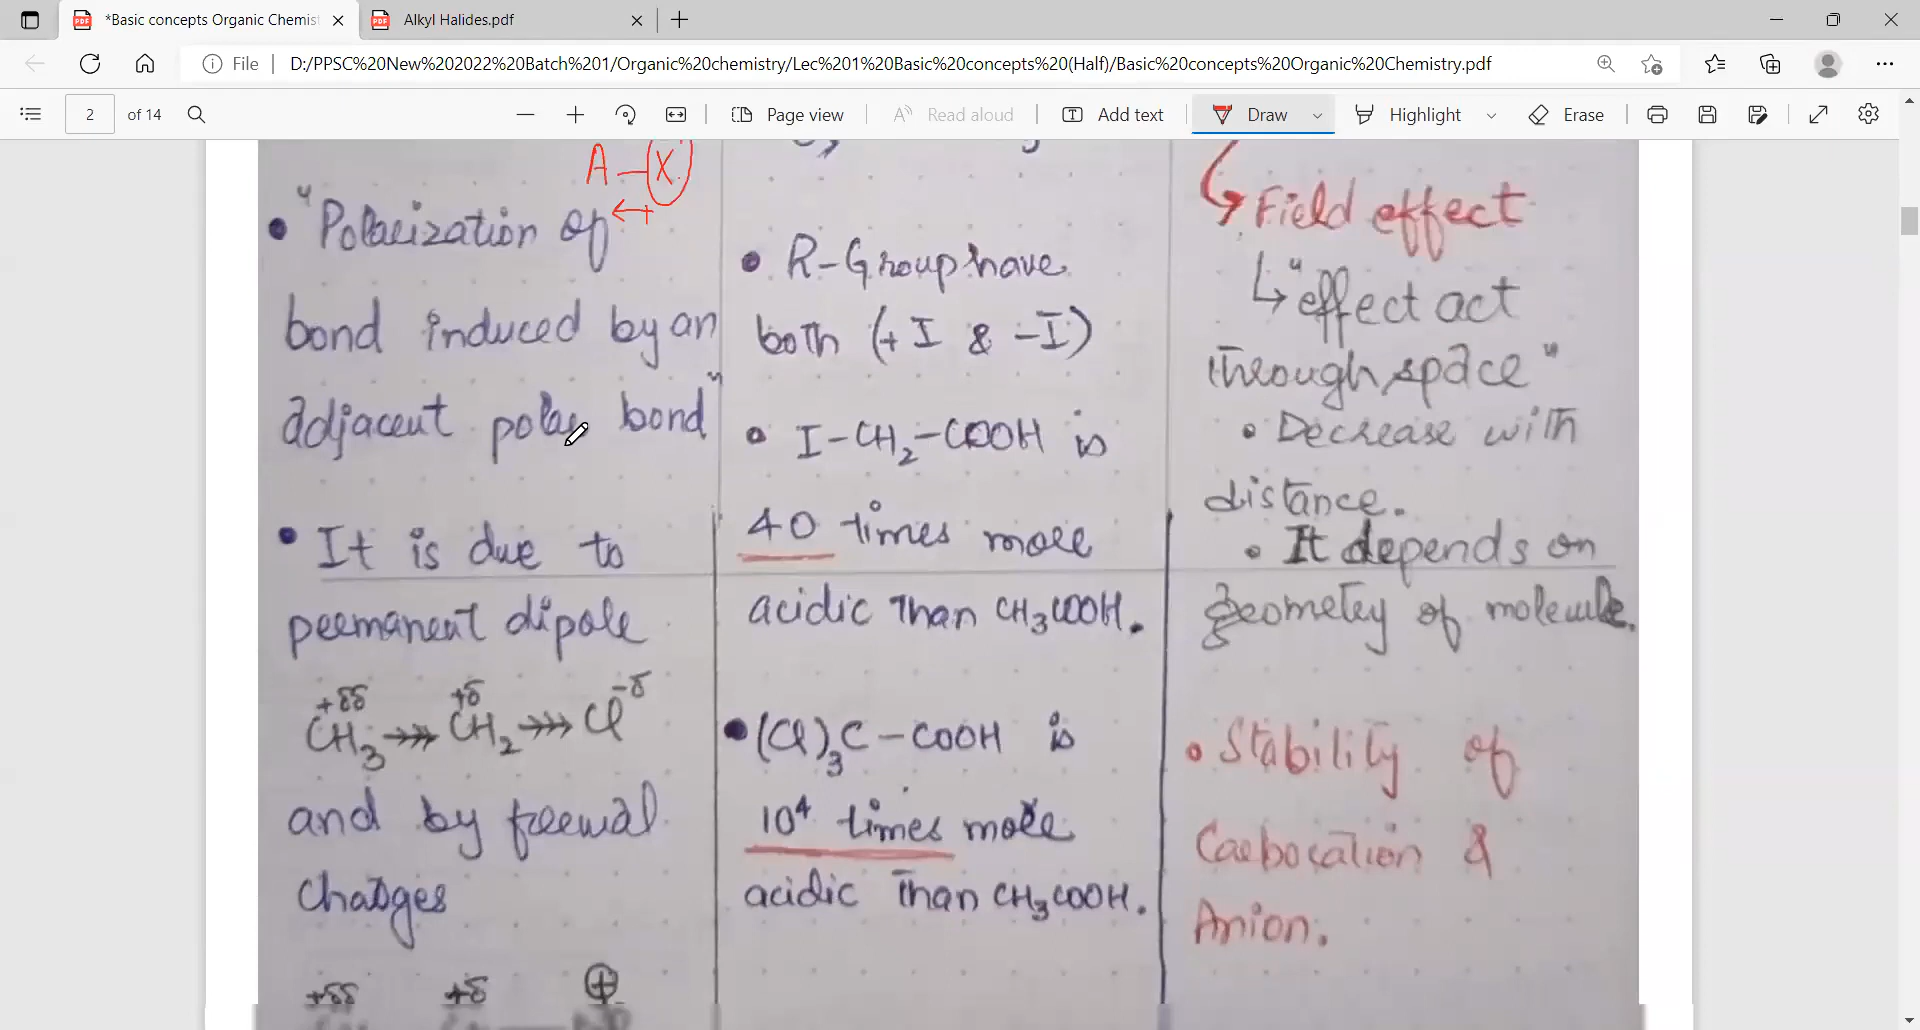 *Basic concepts Organic Chemist
Alkyl Halides.pdf
File
D:/PPSC%20New%202022%20Batch%201/Organic%20chemistry/Lec%201%20Basic%20concepts%20(Half)/Basic%20concepts%20Organic%20Chemistry.pdf
2 of 14
Page view
Read aloud
Add text
Draw
Highlight
Erase
A—X
• "Polarization of
bond induced by an
adjacent polar bond"
• It is due to
permanent dipole
+δδ +δ -δ
CH₃→CH₂→Cl
and by formal
Charges
+δδ +δ ⊕
• R-Group have
both (+I & -I)
• I-CH₂-COOH is
40 times more
acidic than CH₃COOH.
• (Cl)₃C-COOH is
10⁴ times more
acidic than CH₃COOH.
↳ Field effect
↳ "effect act
through space"
• Decrease with
distance.
• It depends on
geometry of molecule.
• Stability of
Carbocation &
Anion.